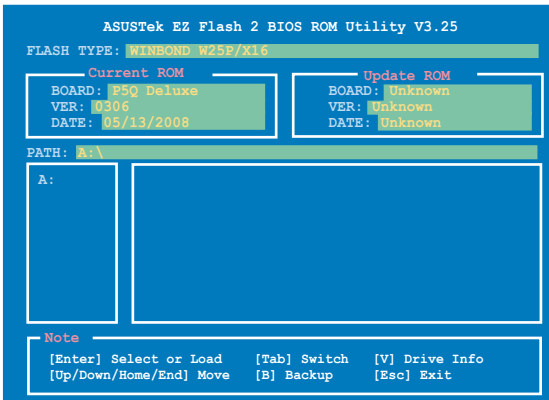 ASUSTek EZ Flash 2 BIOS ROM Utility V3.25
FLASH TYPE: WINBOND W25P/X16
Current ROM
BOARD: P5Q Deluxe
VER: 0306
DATE: 05/13/2008
Update ROM
BOARD: Unknown
VER: Unknown
DATE: Unknown
PATH: A:\
A:
Note
[Enter] Select or Load [Tab] Switch [V] Drive Info
[Up/Down/Home/End] Move [B] Backup [Esc] Exit